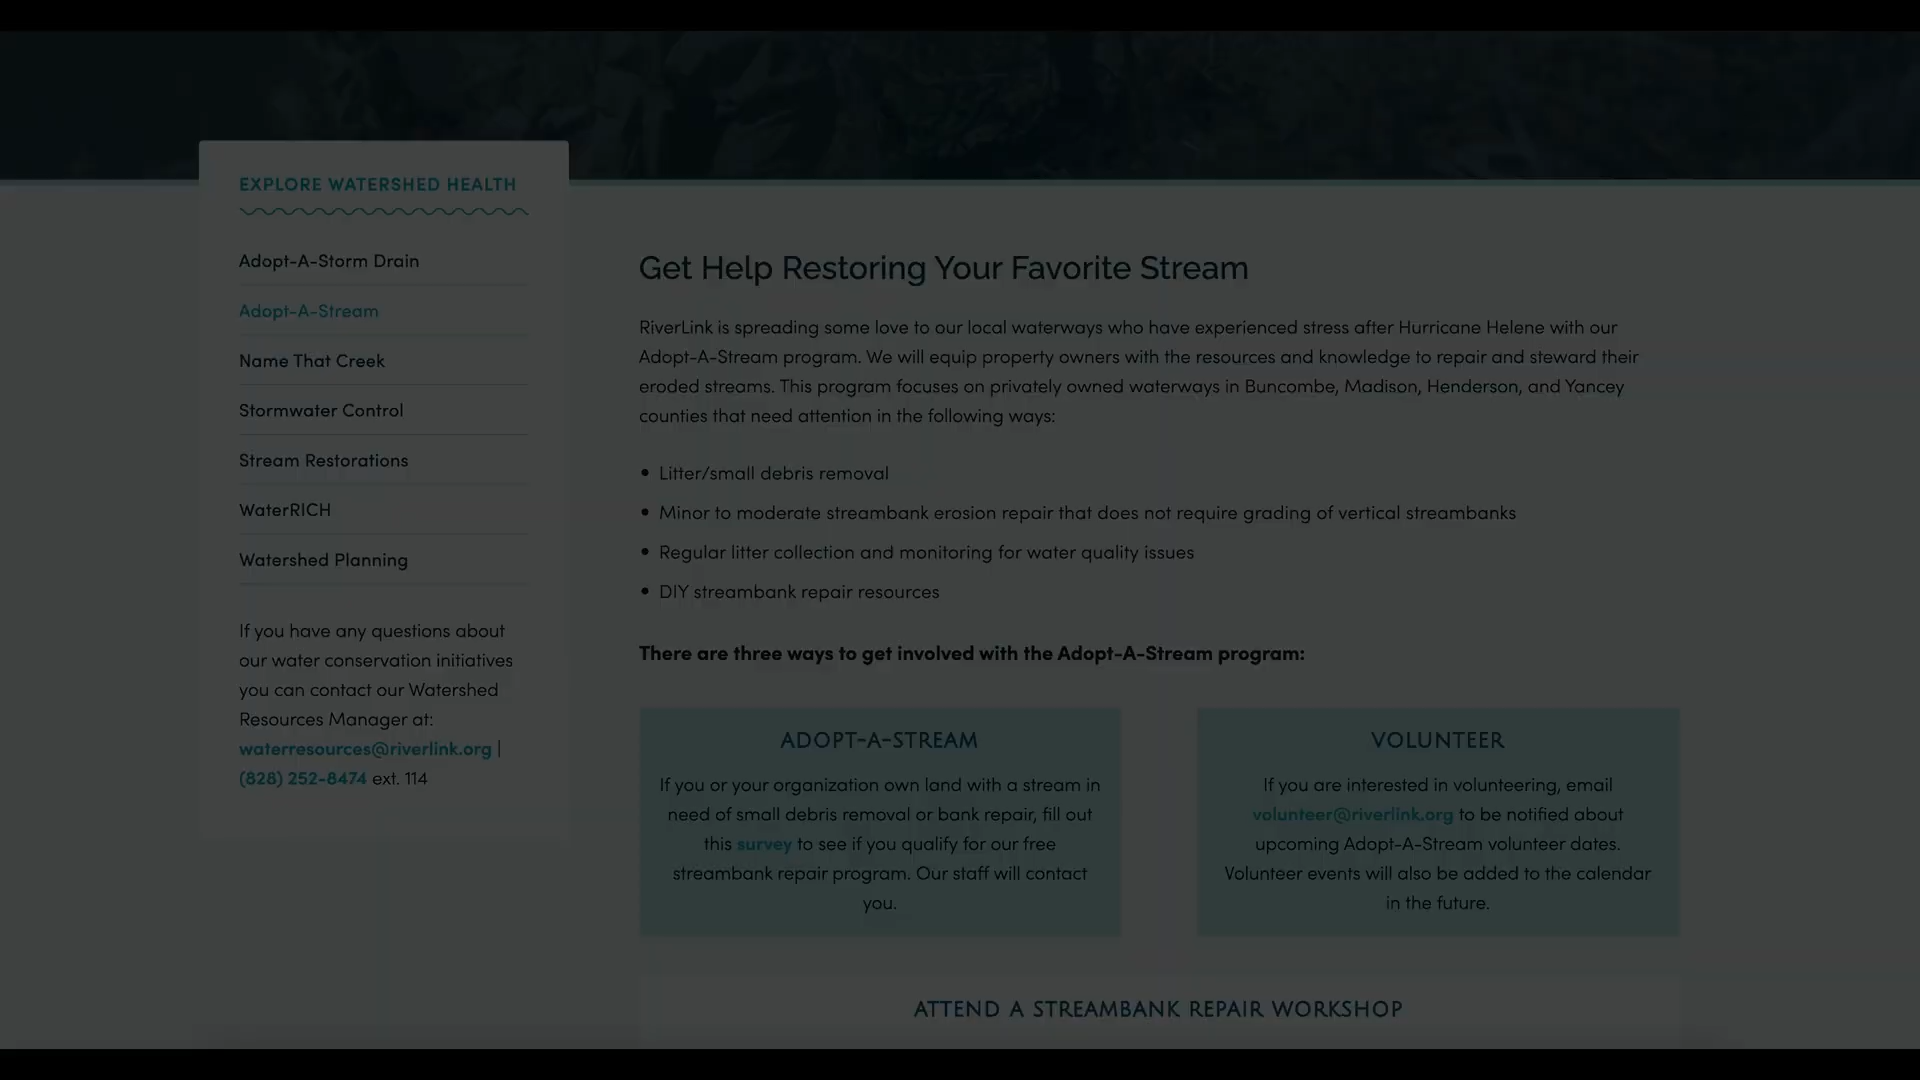 EXPLORE WATERSHED HEALTH
Adopt-A-Storm Drain
Adopt-A-Stream
Name That Creek
Stormwater Control
Stream Restorations
WaterRICH
Watershed Planning
If you have any questions about
our water conservation initiatives
you can contact our Watershed
Resources Manager at:
waterresources@riverlink.org |
(828) 252-8474 ext. 114
Get Help Restoring Your Favorite Stream
RiverLink is spreading some love to our local waterways who have experienced stress after Hurricane Helene with our
Adopt-A-Stream program. We will equip property owners with the resources and knowledge to repair and steward their
eroded streams. This program focuses on privately owned waterways in Buncombe, Madison, Henderson, and Yancey
counties that need attention in the following ways:
• Litter/small debris removal
• Minor to moderate streambank erosion repair that does not require grading of vertical streambanks
• Regular litter collection and monitoring for water quality issues
• DIY streambank repair resources
There are three ways to get involved with the Adopt-A-Stream program:
ADOPT-A-STREAM
If you or your organization own land with a stream in
need of small debris removal or bank repair, fill out
this survey to see if you qualify for our free
streambank repair program. Our staff will contact
you.
VOLUNTEER
If you are interested in volunteering, email
volunteer@riverlink.org to be notified about
upcoming Adopt-A-Stream volunteer dates.
Volunteer events will also be added to the calendar
in the future.
ATTEND A STREAMBANK REPAIR WORKSHOP